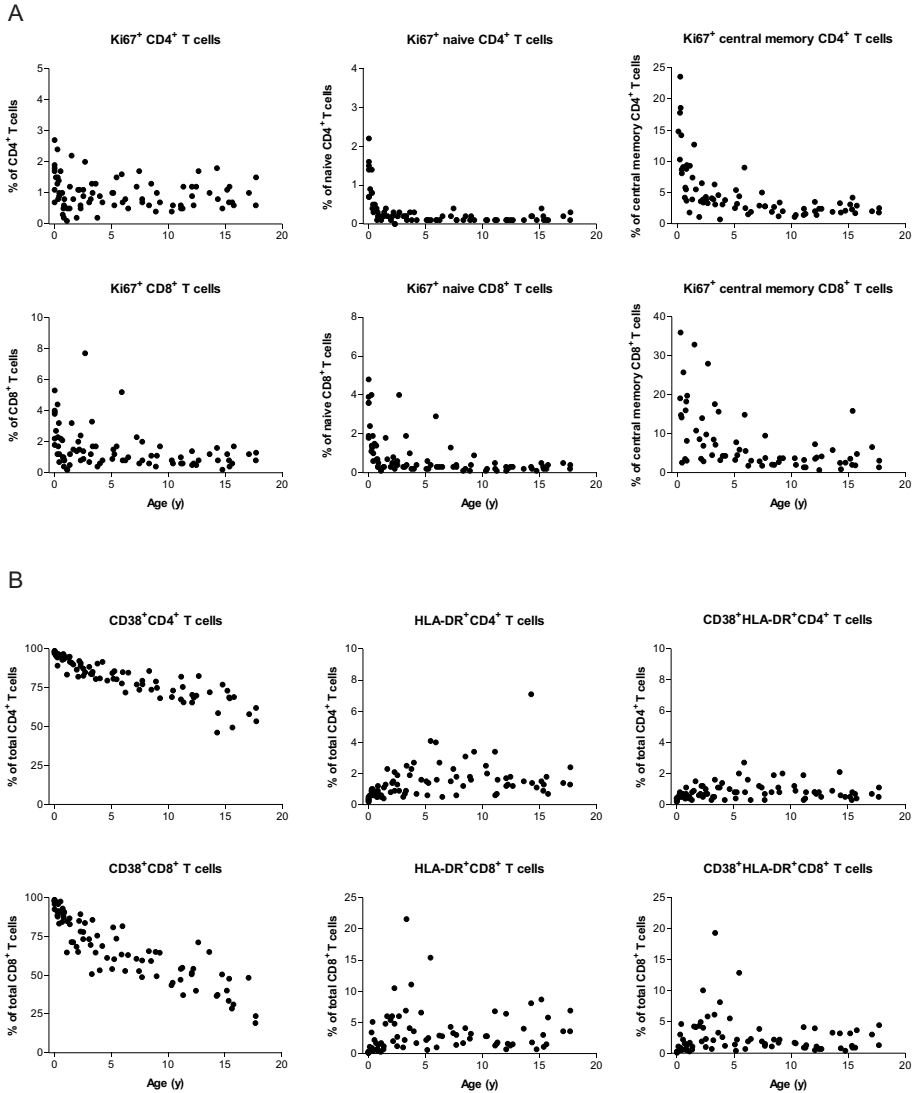 A
Ki67+ CD4+ T cells
% of CD4+ T cells
5
4
3
2
1
0
0 5 10 15 20
Ki67+ naive CD4+ T cells
% of naive CD4+ T cells
4
3
2
1
0
0 5 10 15 20
Ki67+ central memory CD4+ T cells
% of central memory CD4+ T cells
25
20
15
10
5
0
0 5 10 15 20
Ki67+ CD8+ T cells
% of CD8+ T cells
10
8
6
4
2
0
0 5 10 15 20
Age (y)
Ki67+ naive CD8+ T cells
% of naive CD8+ T cells
8
6
4
2
0
0 5 10 15 20
Age (y)
Ki67+ central memory CD8+ T cells
% of central memory CD8+ T cells
40
30
20
10
0
0 5 10 15 20
Age (y)
B
CD38+CD4+ T cells
% of total CD4+ T cells
100
75
50
25
0
0 5 10 15 20
HLA-DR+CD4+ T cells
% of total CD4+ T cells
10
8
6
4
2
0
0 5 10 15 20
CD38+HLA-DR+CD4+ T cells
% of total CD4+ T cells
10
8
6
4
2
0
0 5 10 15 20
CD38+CD8+ T cells
% of total CD8+ T cells
100
75
50
25
0
0 5 10 15 20
Age (y)
HLA-DR+CD8+ T cells
% of total CD8+ T cells
25
20
15
10
5
0
0 5 10 15 20
Age (y)
CD38+HLA-DR+CD8+ T cells
% of total CD8+ T cells
25
20
15
10
5
0
0 5 10 15 20
Age (y)